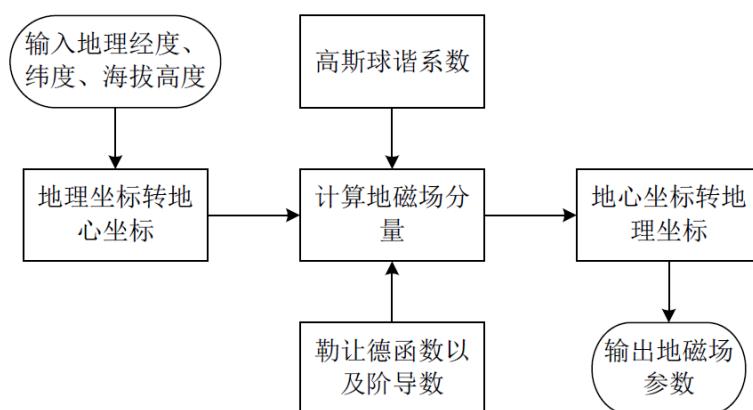 输入地理经度、
纬度、海拔高度
高斯球谐系数
地理坐标转地
心坐标
计算地磁场分
量
地心坐标转地
理坐标
勒让德函数以
及阶导数
输出地磁场
参数